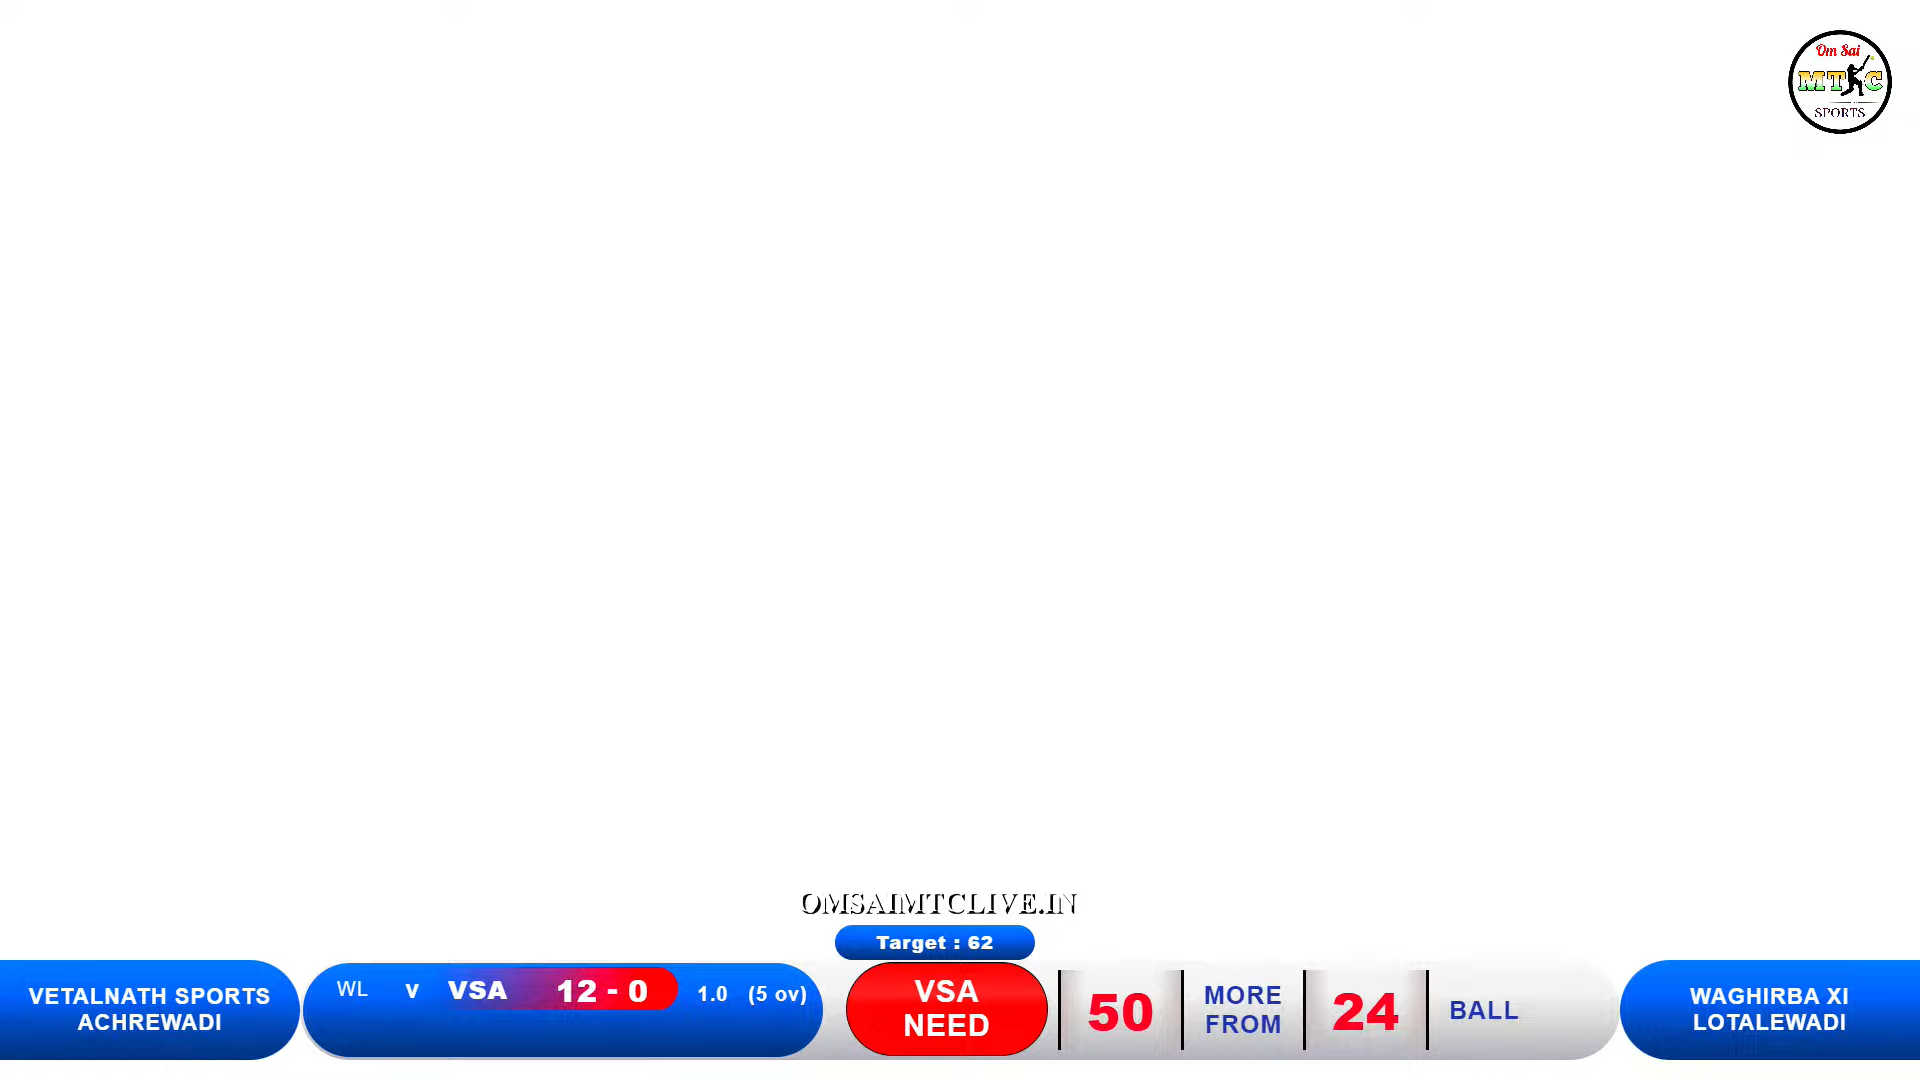 Om Sai
MT C
SPORTS
OMSAIMTCLIVE.IN
Target : 62
VETALNATH SPORTS
ACHREWADI
WL v VSA 12 - 0 1.0 (5 ov)
VSA
NEED
50
MORE
FROM
24
BALL
WAGHIRBA XI
LOTALEWADI